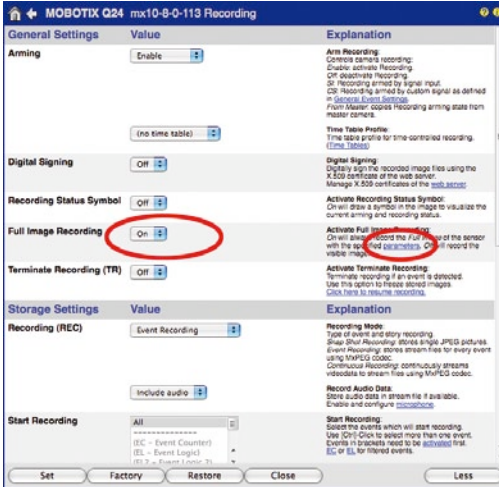 MOBOTIX Q24 mx10-8-0-113 Recording
General Settings Value Explanation
Arming Enable Arm Recording:
Controls camera recording:
Enable: activate Recording.
Off: deactivate Recording.
SI: Recording armed by signal input.
CS: Recording armed by custom signal as defined
in General Event Settings.
From Master: copies Recording arming state from
master camera.
(no time table) Time Table Profile:
Time table profile for time-controlled recording.
(Time Tables)
Digital Signing Off Digital Signing:
Digitally sign the recorded image files using the
X.509 certificate of the web server.
Manage X.509 certificates of the web server.
Recording Status Symbol Off Activate Recording Status Symbol:
On will draw a symbol in the image to visualize the
current arming and recording status.
Full Image Recording On Activate Full Image Recording:
On will always record the Full of the sensor
with the specified parameters. Off will record the
visible image
Terminate Recording (TR) Off Activate Terminate Recording:
Terminate recording if an event is detected.
Use this option to freeze stored images.
Click here to resume recording.
Storage Settings Value Explanation
Recording (REC) Event Recording Recording Mode:
Type of event and story recording.
Snap Shot Recording: stores single JPEG pictures.
Event Recording: stores stream files for every event
using MxPEG codec.
Continuous Recording: continuously streams
videodata to stream files using MxPEG codec.
Include audio Record Audio Data:
Store audio data in stream file if available.
Enable and configure microphone.
Start Recording All Start Recording:
---------------
Select the events which will start recording.
(EC - Event Counter) Use [Ctrl]-Click to select more than one event.
(EL - Event Logic) Events in brackets need to be activated first.
(EL2 - Event Logic 2) EC or EL for filtered events.
Set Factory Restore Close Less